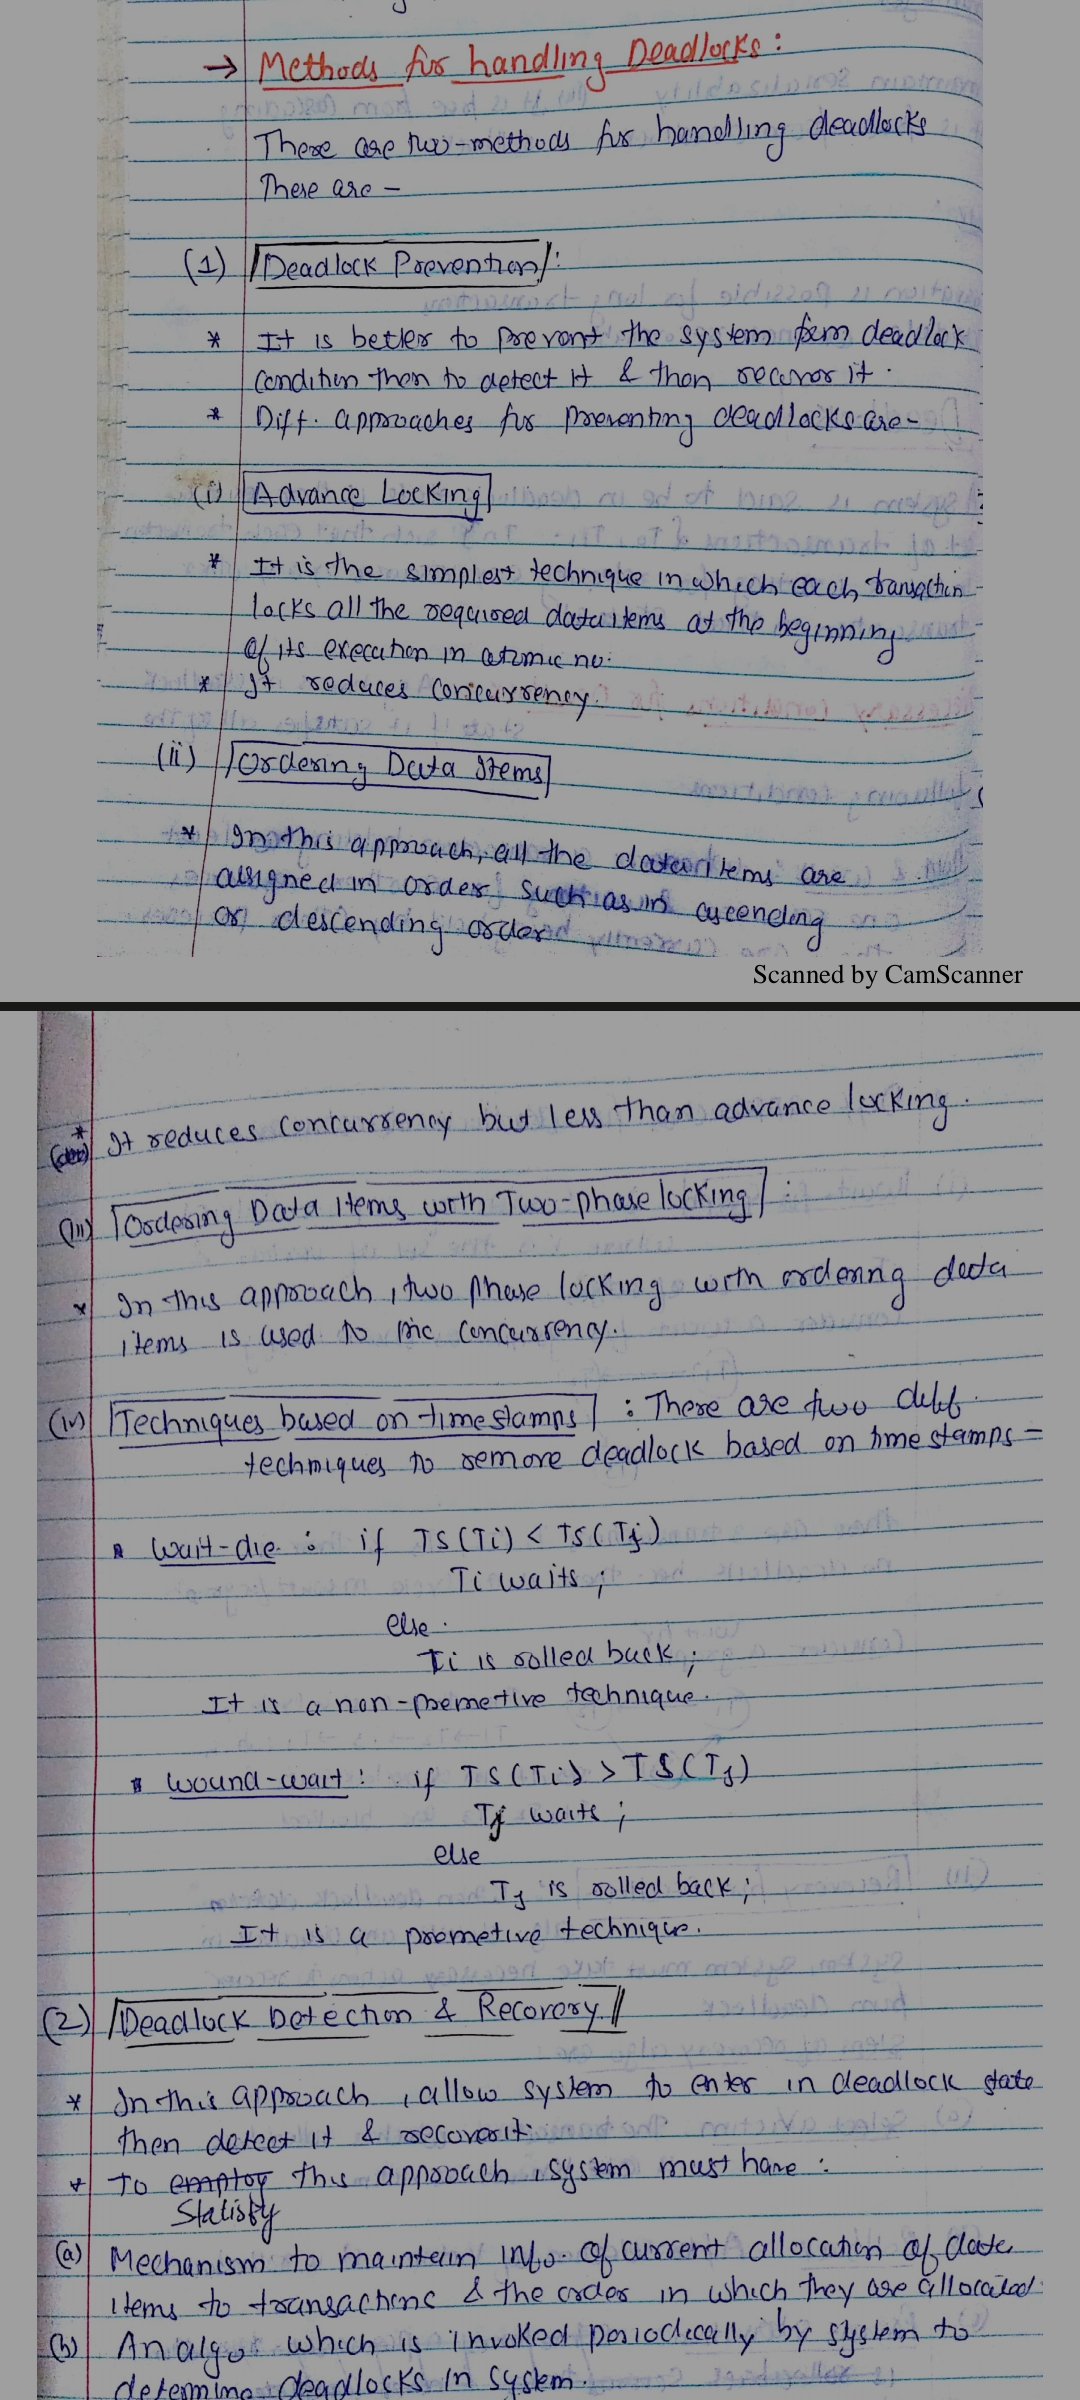 → Methods for handling Deadlocks :
There are two-methods for handling deadlocks
These are –
(1) Deadlock Prevention :
* It is better to prevent the system from deadlock
condition then to detect it & then recover it .
* Diff. approaches for preventing deadlocks are –
(i) Advance Locking
* It is the simplest technique in which each transaction
locks all the required data items at the beginning
of its execution in atomic no.
* It reduces concurrency.
(ii) Ordering Data Items
* In this approach, all the data items are
assigned in order such as in ascending
or descending order
Scanned by CamScanner
* It reduces concurrency but less than advance locking .
(iii) Ordering Data items with Two-phase locking :
* In this approach , two phase locking with ordering data
items is used to inc concurrency.
(iv) Techniques based on timestamps : There are two diff.
techniques to remove deadlock based on time stamps –
wait-die : if TS(Ti) < TS(Tj)
Ti waits ;
else
Ti is rolled back ;
It is a non-premetive technique.
wound-wait : if TS(Ti) > TS(Tj)
Tj waits ;
else
Tj is rolled back ;
It is a premetive technique.
(2) Deadlock Detection & Recovery
* In this approach , allow system to enter in deadlock state
then detect it & recover it.
* To employ this approach , system must have :
Statisfy
(a) Mechanism to maintain info. of current allocation of data
items to transactions & the order in which they are allocated.
(b) An algo. which is invoked periodically by system to
determine deadlocks in system.